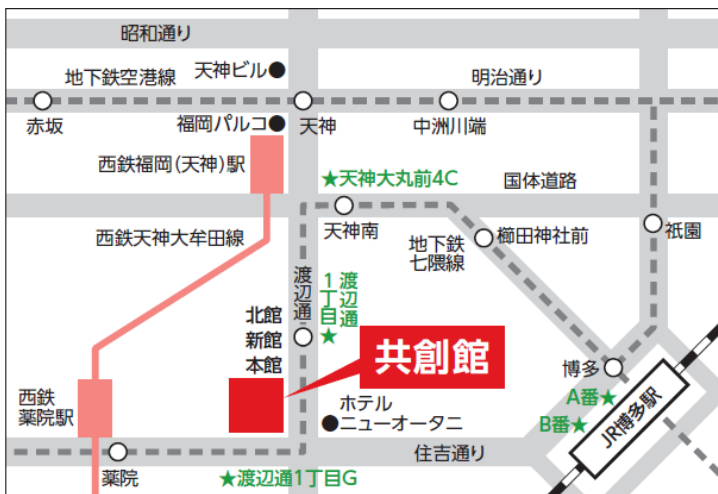 昭和通り
地下鉄空港線
天神ビル●
明治通り
赤坂
福岡パルコ●
天神
中洲川端
西鉄福岡(天神)駅
★天神大丸前4C
国体道路
西鉄天神大牟田線
天神南
地下鉄
七隈線
櫛田神社前
祇園
渡辺通
渡辺通
1丁目
★
北館
新館
本館
共創館
博多
A番★
B番★
JR博多駅
西鉄
薬院駅
ホテル
●ニューオータニ
住吉通り
薬院
★渡辺通1丁目G